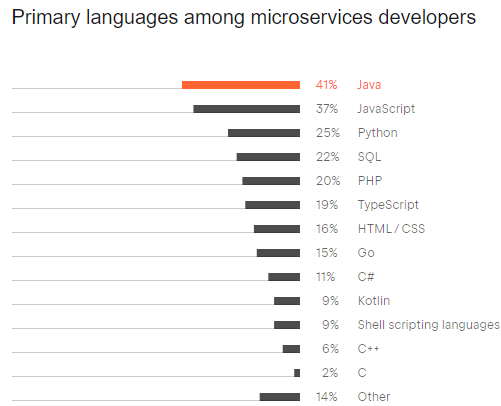 Primary languages among microservices developers
41% Java
37% JavaScript
25% Python
22% SQL
20% PHP
19% TypeScript
16% HTML / CSS
15% Go
11% C#
9% Kotlin
9% Shell scripting languages
6% C++
2% C
14% Other